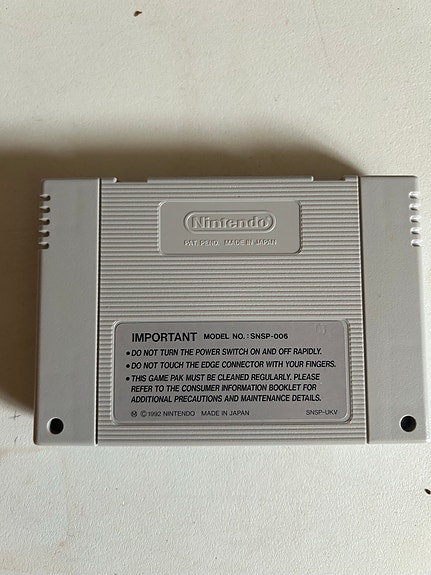 Nintendo
PAT. PEND. MADE IN JAPAN
IMPORTANT MODEL NO. : SNSP-006
• DO NOT TURN THE POWER SWITCH ON AND OFF RAPIDLY.
• DO NOT TOUCH THE EDGE CONNECTOR WITH YOUR FINGERS.
• THIS GAME PAK MUST BE CLEANED REGULARLY. PLEASE
REFER TO THE CONSUMER INFORMATION BOOKLET FOR
ADDITIONAL PRECAUTIONS AND MAINTENANCE DETAILS.
Ⓜ © 1992 NINTENDO MADE IN JAPAN SNSP-UKV